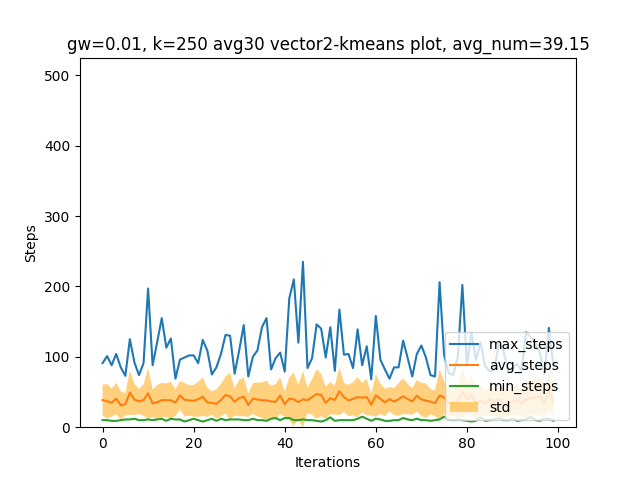 gw=0.01, k=250 avg30 vector2-kmeans plot, avg_num=39.15
Steps
500
400
300
200
100
0
max_steps
avg_steps
min_steps
std
0 20 40 60 80 100
Iterations